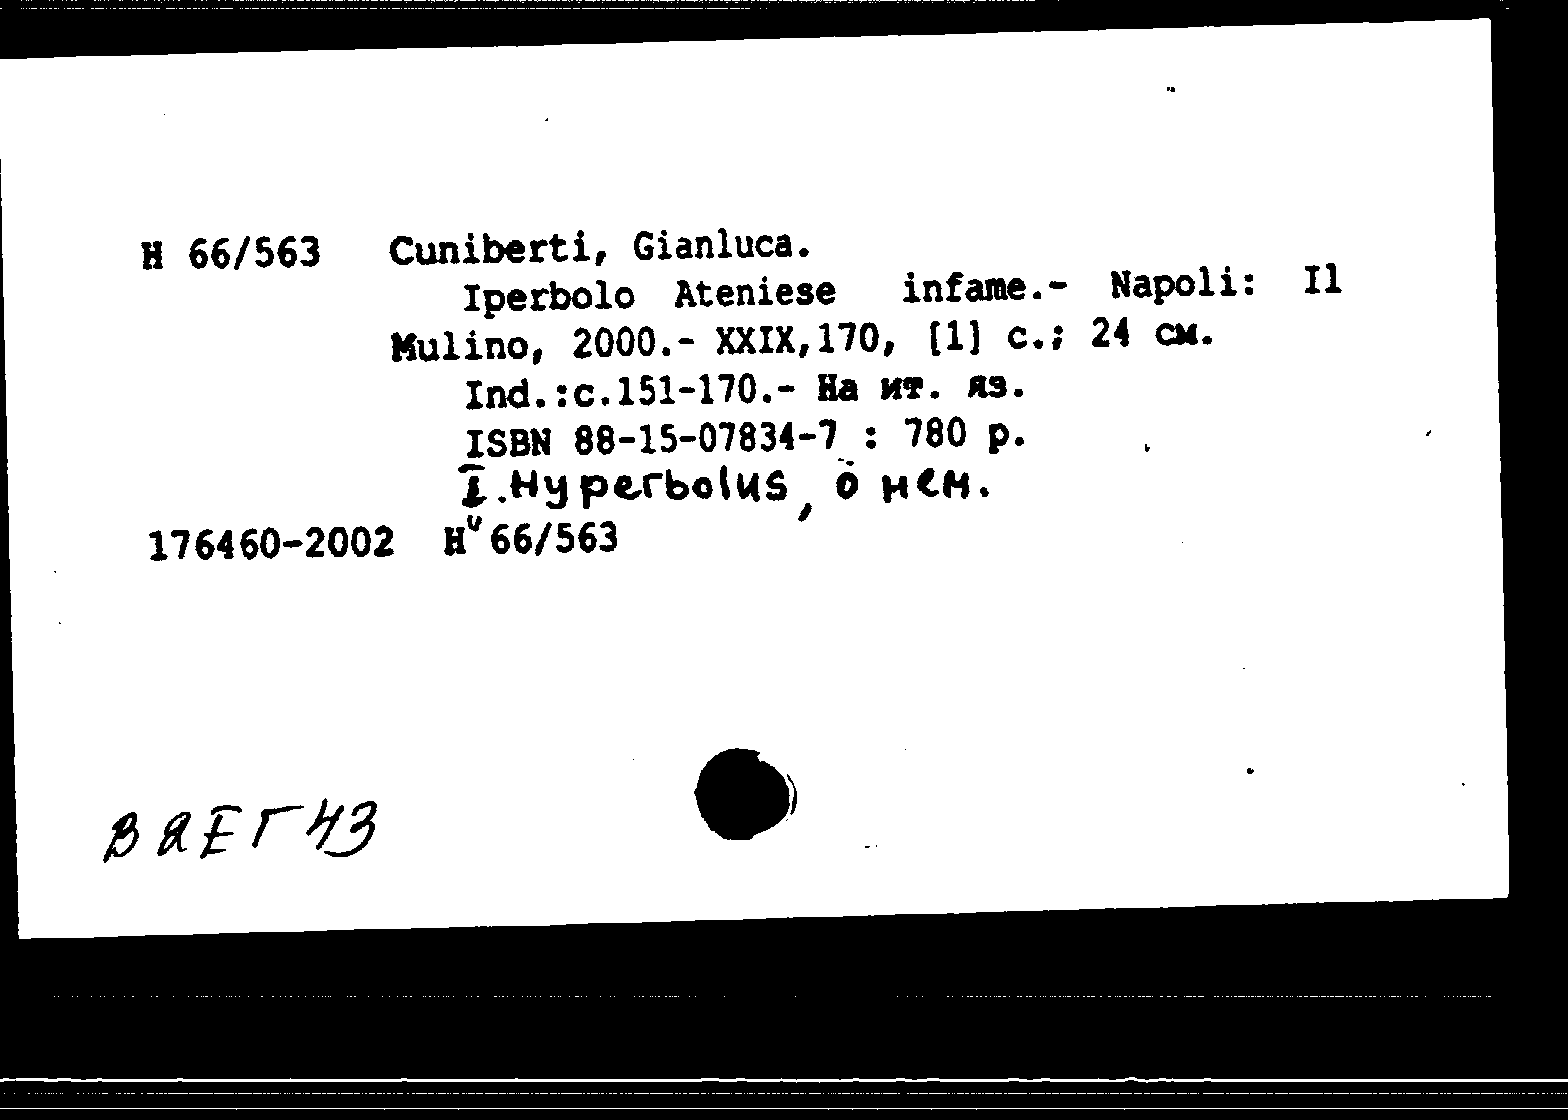 H 66/563 Cuniberti, Gianluca.
Iperbolo Ateniese infame.- Napoli: Il
Mulino, 2000.- XXIX,170, [1] с.; 24 см.
Ind.:с.151-170.- На ит. яз.
ISBN 88-15-07834-7 : 780 р.
I. Hyperbolus, о нем.
176460-2002 H 66/563